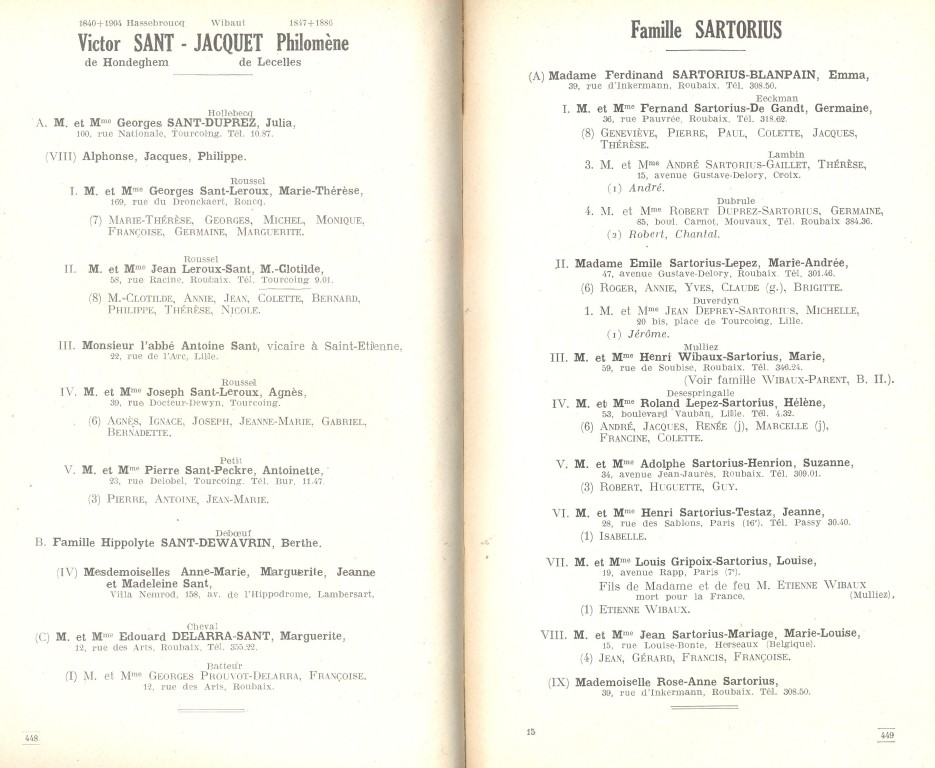 1840+1904 Hassebroucq Wibaut 1847+1886
Victor SANT - JACQUET Philomène
de Hondeghem de Lecelles
Hollebecq
A. M. et Mme Georges SANT-DUPREZ, Julia,
100, rue Nationale, Tourcoing. Tél. 10.87.
(VIII) Alphonse, Jacques, Philippe.
Roussel
I. M. et Mme Georges Sant-Leroux, Marie-Thérèse,
169, rue du Dronckaert, Roncq.
(7) MARIE-THÉRÈSE, GEORGES, MICHEL, MONIQUE,
FRANÇOISE, GERMAINE, MARGUERITE.
Roussel
II. M. et Mme Jean Leroux-Sant, M.-Clotilde,
58, rue Racine, Roubaix. Tél. Tourcoing 9.01.
(8) M.-CLOTILDE, ANNIE, JEAN, COLETTE, BERNARD,
PHILIPPE, THÉRÈSE, NICOLE.
III. Monsieur l'abbé Antoine Sant, vicaire à Saint-Etienne,
22, rue de l'Arc, Lille.
Roussel
IV. M. et Mme Joseph Sant-Leroux, Agnès,
39, rue Docteur-Dewyn, Tourcoing.
(6) AGNÈS, IGNACE, JOSEPH, JEANNE-MARIE, GABRIEL,
BERNADETTE.
Petit
V. M. et Mme Pierre Sant-Peckre, Antoinette,
23, rue Delobel, Tourcoing. Tél. Bur. 11.47.
(3) PIERRE, ANTOINE, JEAN-MARIE.
Debœuf
B. Famille Hippolyte SANT-DEWAVRIN, Berthe.
(IV) Mesdemoiselles Anne-Marie, Marguerite, Jeanne
et Madeleine Sant,
Villa Nemrod, 158, av. de l'Hippodrome, Lambersart,
Cheval
(C) M. et Mme Edouard DELARRA-SANT, Marguerite,
12, rue des Arts, Roubaix. Tél. 355.22.
Batteur
(I) M. et Mme GEORGES PROUVOT-DELARRA, FRANÇOISE.
12, rue des Arts, Roubaix.
448
Famille SARTORIUS
(A) Madame Ferdinand SARTORIUS-BLANPAIN, Emma,
39, rue d'Inkermann, Roubaix. Tél. 308.50.
Eeckman
I. M. et Mme Fernand Sartorius-De Gandt, Germaine,
36, rue Pauvrée, Roubaix. Tél. 318.62.
(8) GENEVIÈVE, PIERRE, PAUL, COLETTE, JACQUES,
THÉRÈSE.
Lambin
3. M. et Mme ANDRÉ SARTORIUS-GAILLET, THÉRÈSE,
15, avenue Gustave-Delory, Croix.
(1) André.
Dubrule
4. M. et Mme ROBERT DUPREZ-SARTORIUS, GERMAINE,
85, boul. Carnot, Mouvaux. Tél. Roubaix 384.36.
(2) Robert, Chantal.
II. Madame Emile Sartorius-Lepez, Marie-Andrée,
47, avenue Gustave-Delory, Roubaix. Tél. 301.46.
(6) ROGER, ANNIE, YVES, CLAUDE (g.), BRIGITTE.
Duverdyn
1. M. et Mme JEAN DEPREY-SARTORIUS, MICHELLE,
20 bis, place de Tourcoing, Lille.
(1) Jérôme.
Mulliez
III. M. et Mme Henri Wibaux-Sartorius, Marie,
59, rue de Soubise, Roubaix. Tél. 346.24.
(Voir famille WIBAUX-PARENT, B. II.).
Desespringalle
IV. M. et Mme Roland Lepez-Sartorius, Hélène,
53, boulevard Vauban, Lille. Tél. 4.32.
(6) ANDRÉ, JACQUES, RENÉE (j), MARCELLE (j),
FRANCINE, COLETTE.
V. M. et Mme Adolphe Sartorius-Henrion, Suzanne,
34, avenue Jean-Jaurès, Roubaix. Tél. 309.01.
(3) ROBERT, HUGUETTE, GUY.
VI. M. et Mme Henri Sartorius-Testaz, Jeanne,
28, rue des Sablons, Paris (16e). Tél. Passy 30.40.
(1) ISABELLE.
VII. M. et Mme Louis Gripoix-Sartorius, Louise,
19, avenue Rapp, Paris (7e).
Fils de Madame et de feu M. ETIENNE WIBAUX
mort pour la France. (Mulliez),
(1) ETIENNE WIBAUX.
VIII. M. et Mme Jean Sartorius-Mariage, Marie-Louise,
15, rue Louise-Bonte, Herseaux (Belgique).
(4) JEAN, GÉRARD, FRANCIS, FRANÇOISE.
(IX) Mademoiselle Rose-Anne Sartorius,
39, rue d'Inkermann, Roubaix. Tél. 308.50.
15
449